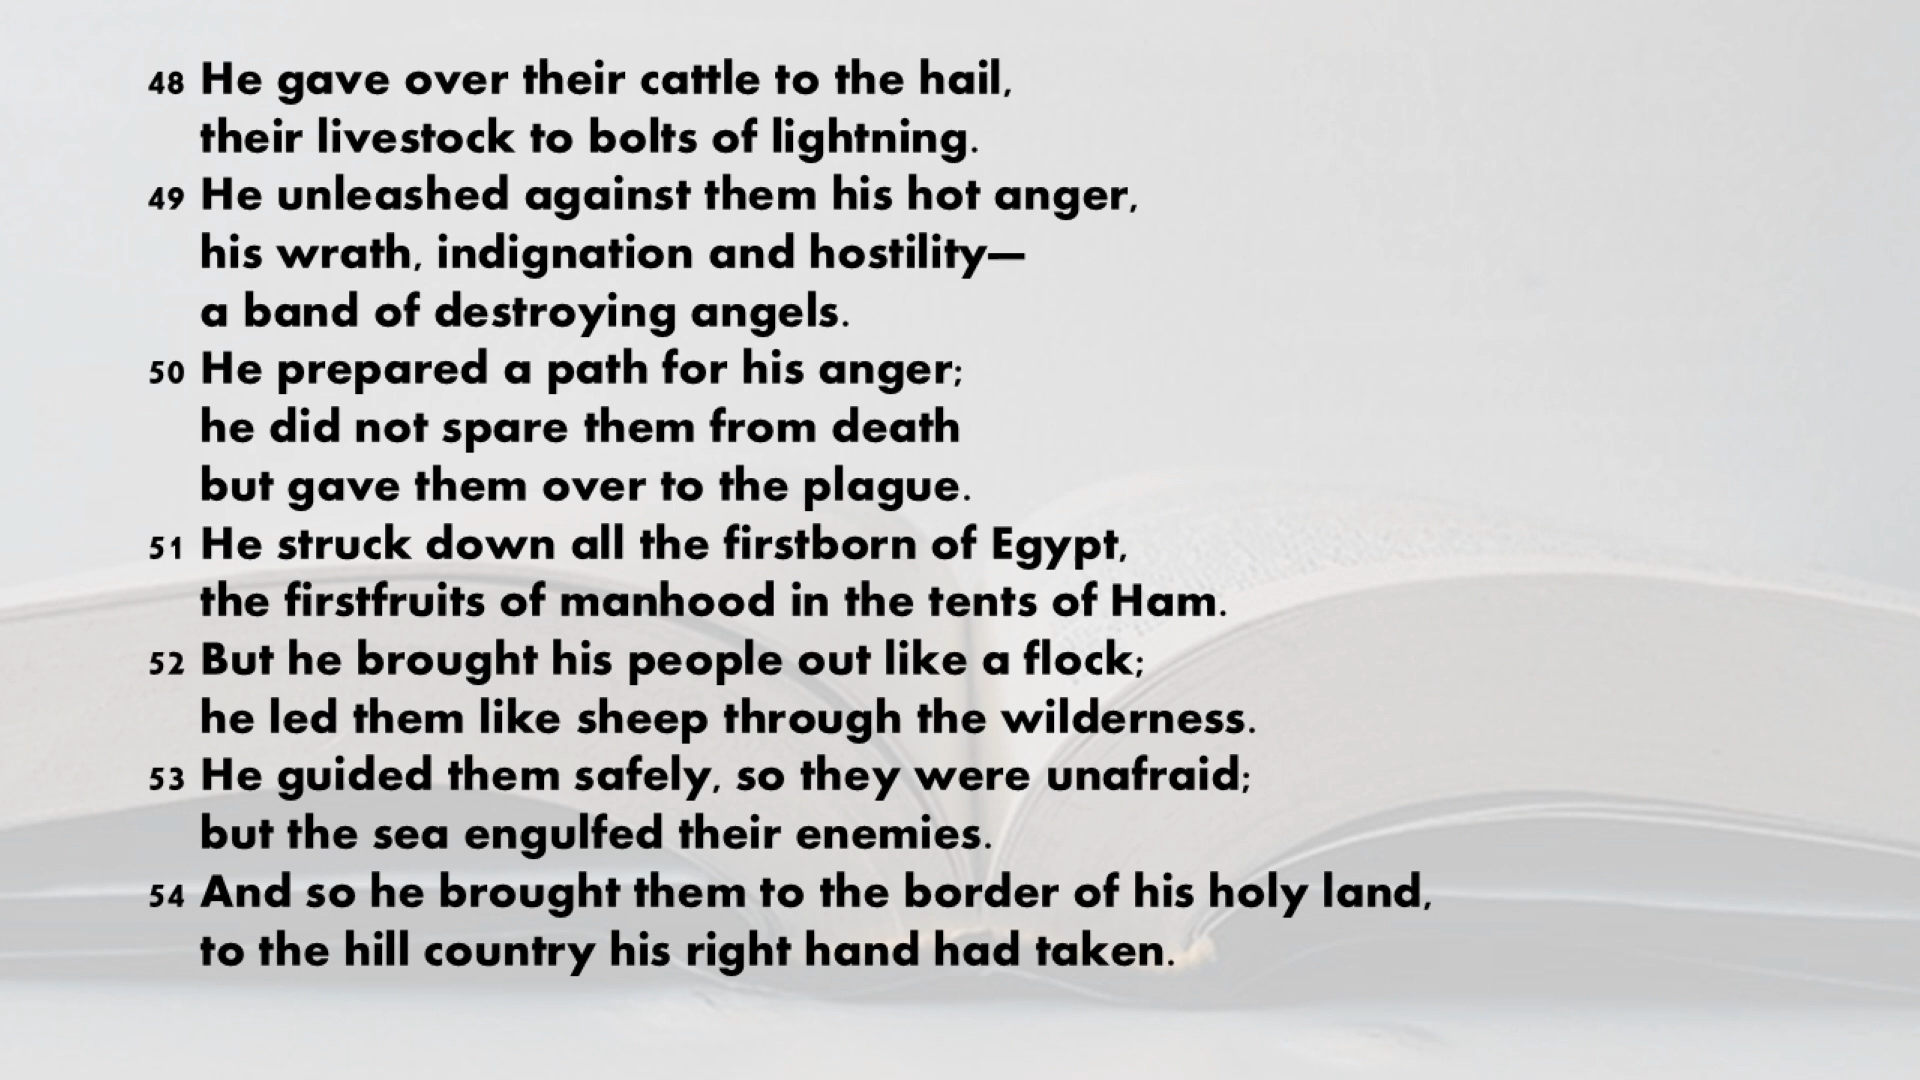 48 He gave over their cattle to the hail,
their livestock to bolts of lightning.
49 He unleashed against them his hot anger,
his wrath, indignation and hostility—
a band of destroying angels.
50 He prepared a path for his anger;
he did not spare them from death
but gave them over to the plague.
51 He struck down all the firstborn of Egypt,
the firstfruits of manhood in the tents of Ham.
52 But he brought his people out like a flock;
he led them like sheep through the wilderness.
53 He guided them safely, so they were unafraid;
but the sea engulfed their enemies.
54 And so he brought them to the border of his holy land,
to the hill country his right hand had taken.